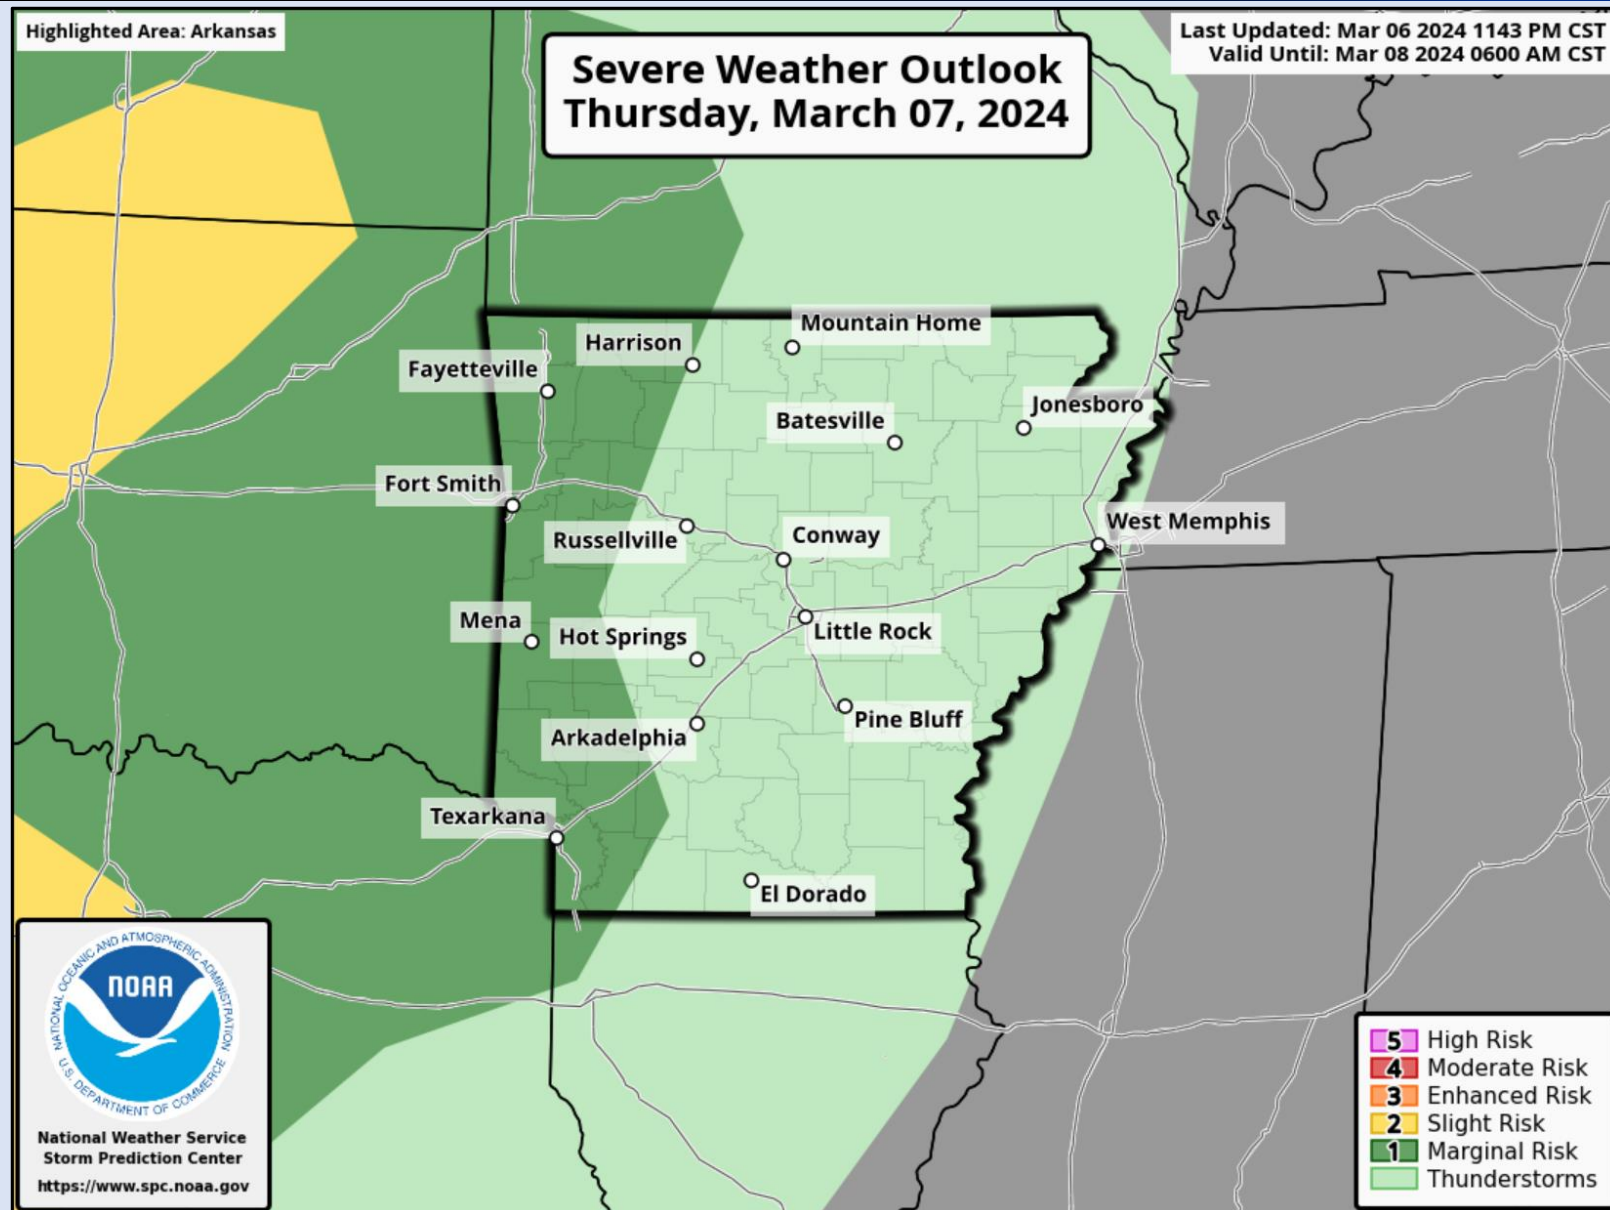 Highlighted Area: Arkansas
Last Updated: Mar 06 2024 1143 PM CST
Valid Until: Mar 08 2024 0600 AM CST
Severe Weather Outlook
Thursday, March 07, 2024
Mountain Home
Harrison
Fayetteville
Jonesboro
Batesville
Fort Smith
West Memphis
Conway
Russellville
Mena
Hot Springs
Little Rock
Pine Bluff
Arkadelphia
Texarkana
El Dorado
NATIONAL OCEANIC AND ATMOSPHERIC ADMINISTRATION
NOAA
U.S. DEPARTMENT OF COMMERCE
National Weather Service
Storm Prediction Center
https://www.spc.noaa.gov
5 High Risk
4 Moderate Risk
3 Enhanced Risk
2 Slight Risk
1 Marginal Risk
Thunderstorms